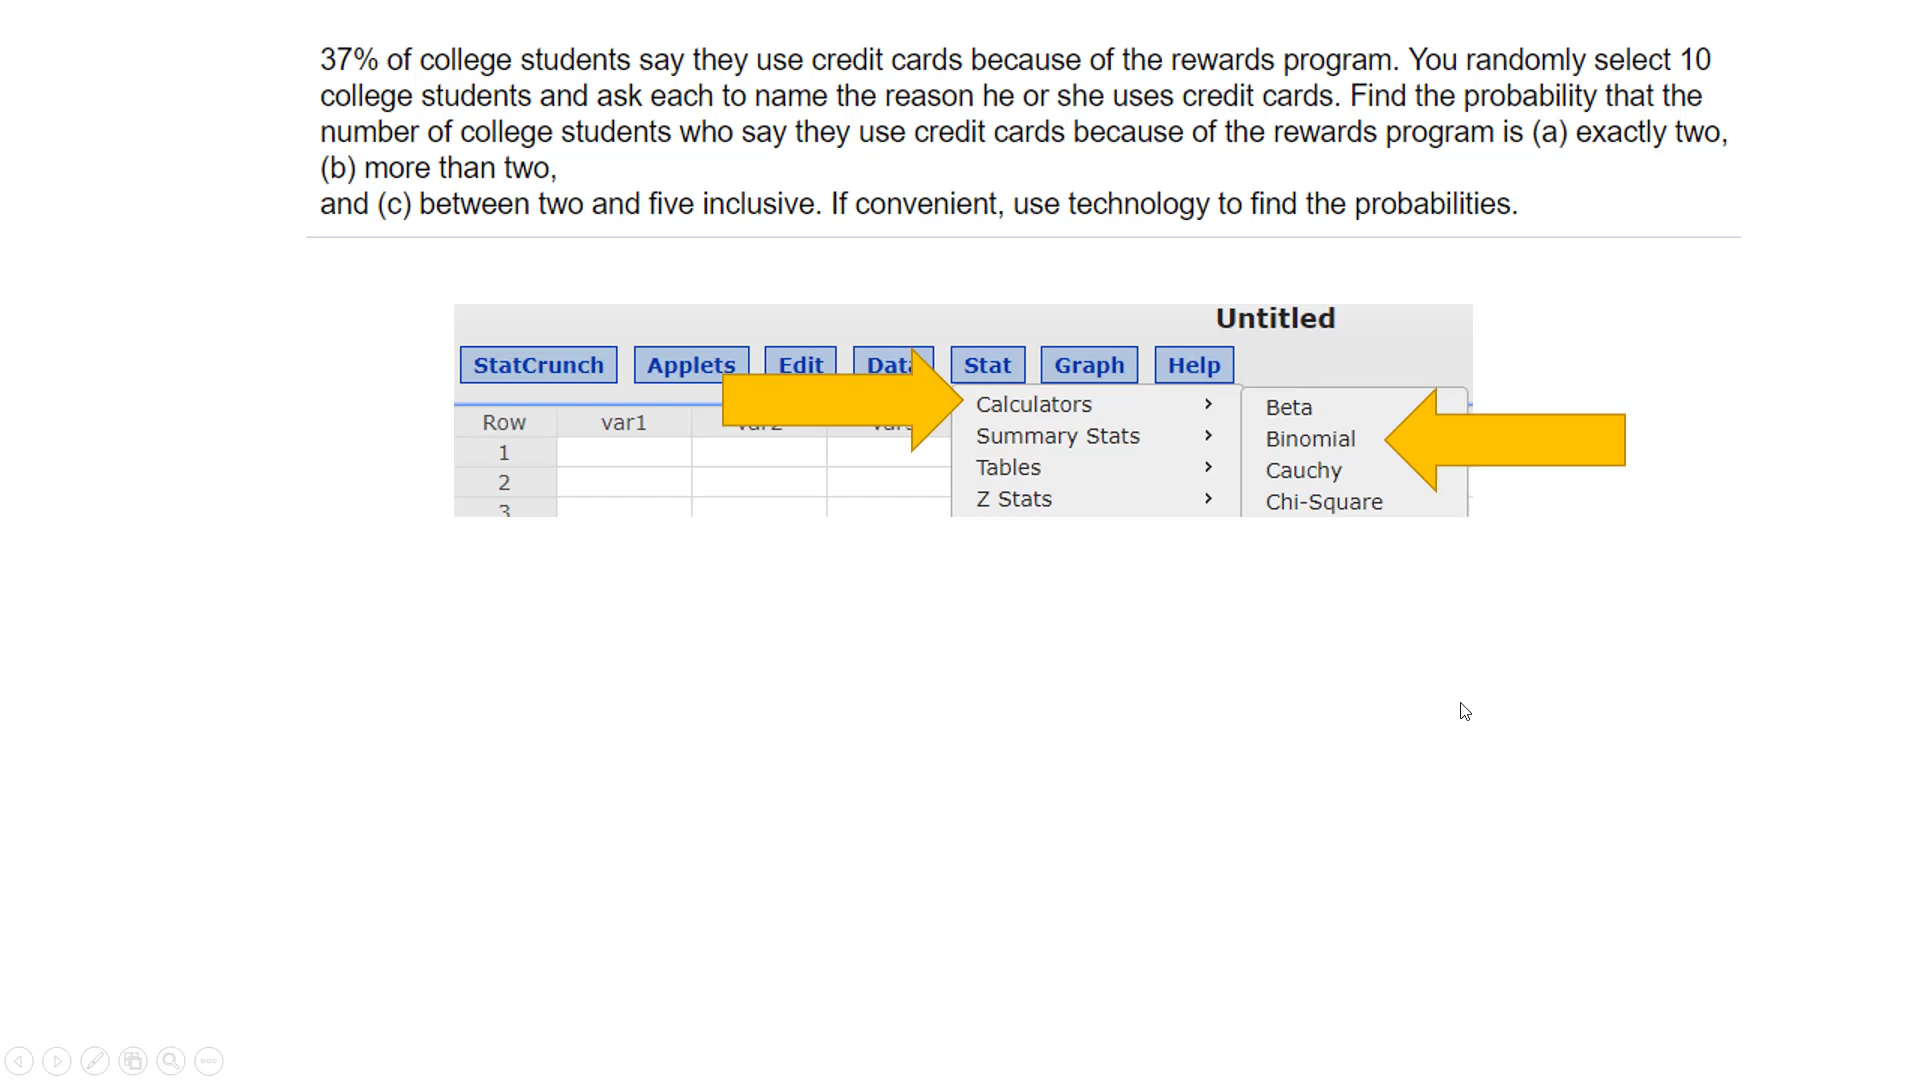 37% of college students say they use credit cards because of the rewards program. You randomly select 10
college students and ask each to name the reason he or she uses credit cards. Find the probability that the
number of college students who say they use credit cards because of the rewards program is (a) exactly two,
(b) more than two,
and (c) between two and five inclusive. If convenient, use technology to find the probabilities.
Untitled
StatCrunch Applets Edit Data Stat Graph Help
Row var1 var2
1
2
3
Calculators
Summary Stats
Tables
Z Stats
Beta
Binomial
Cauchy
Chi-Square